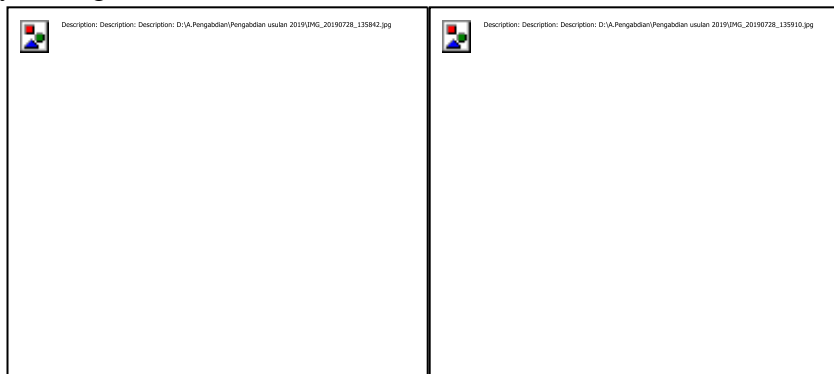 Description: Description: Description: D:\A.Pengabdian\Pengabdian usulan 2019\IMG_20190728_135842.jpg
Description: Description: Description: D:\A.Pengabdian\Pengabdian usulan 2019\IMG_20190728_135910.jpg